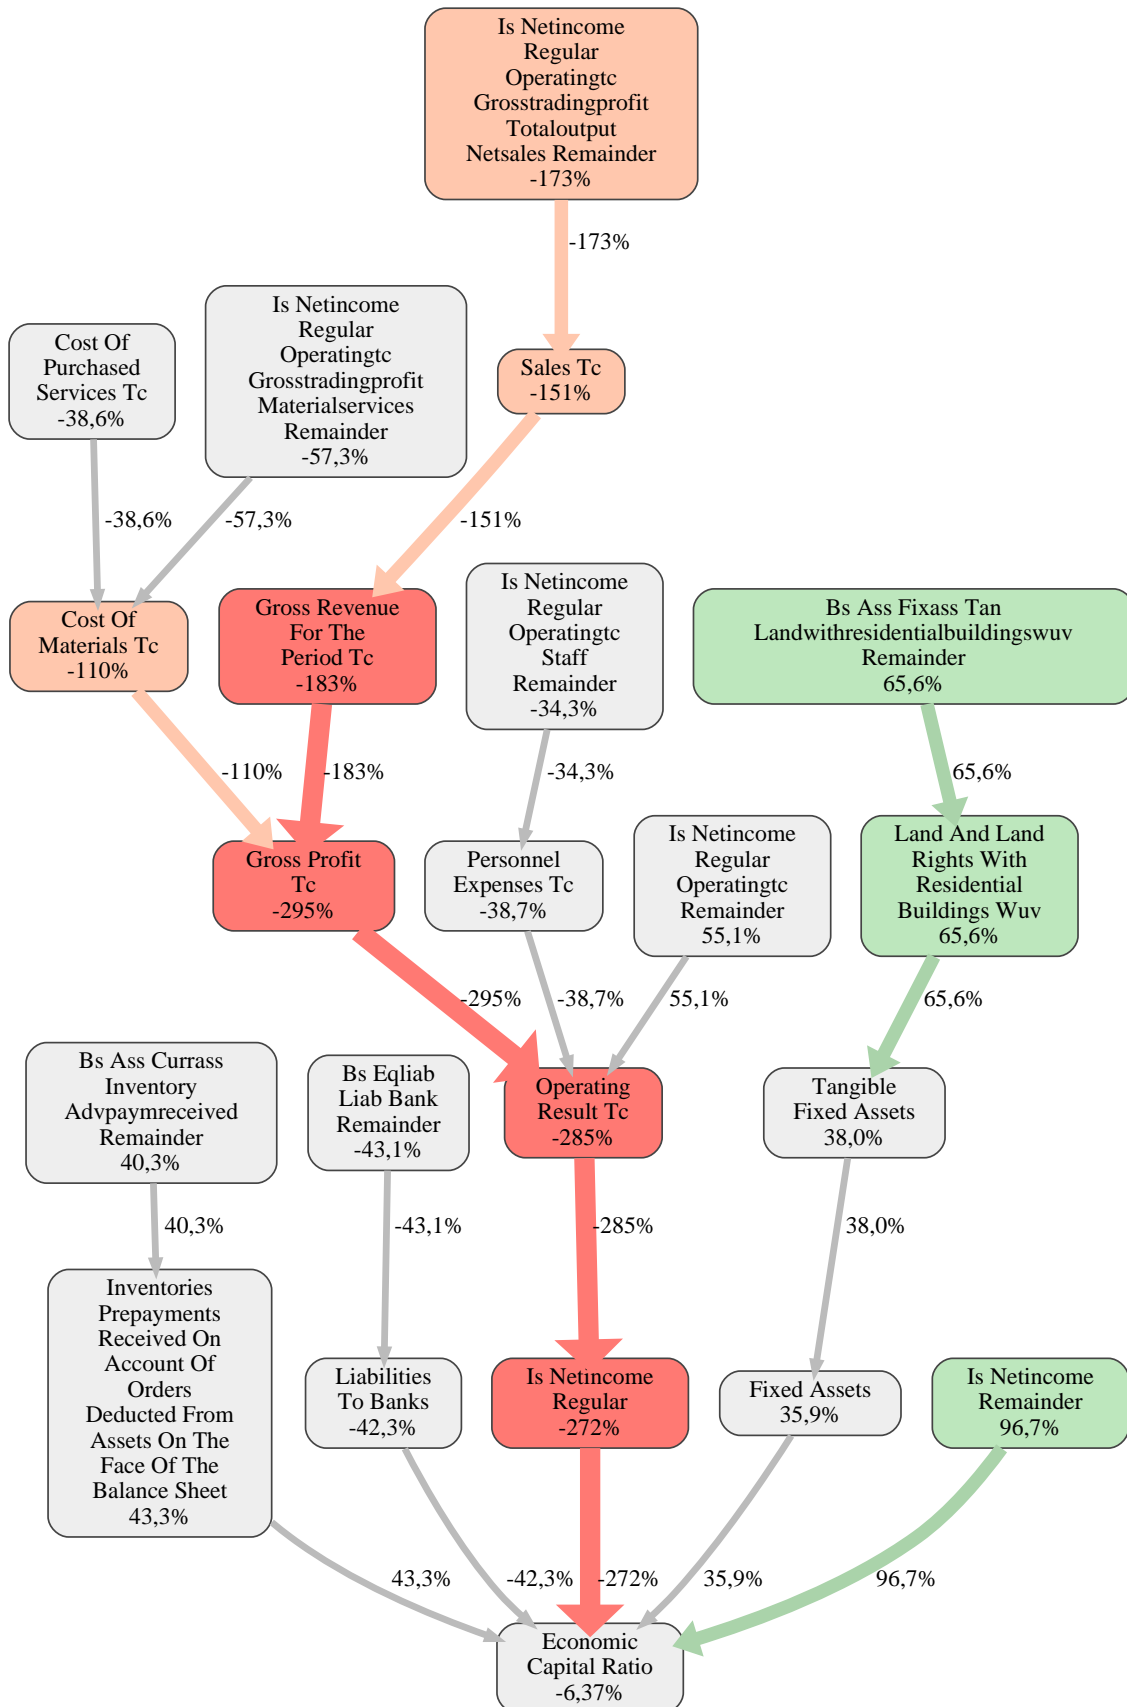 Is Netincome
Regular
Operatingtc
Grosstradingprofit
Totaloutput
Netsales Remainder
-173%
-173%
Cost Of
Purchased
Services Tc
-38,6%
Is Netincome
Regular
Operatingtc
Grosstradingprofit
Materialservices
Remainder
-57,3%
Sales Tc
-151%
-38,6%
-57,3%
-151%
Cost Of
Materials Tc
-110%
Gross Revenue
For The
Period Tc
-183%
Is Netincome
Regular
Operatingtc
Staff
Remainder
-34,3%
Bs Ass Fixass Tan
Landwithresidentialbuildingswuv
Remainder
65,6%
-110%
-183%
-34,3%
65,6%
Gross Profit
Tc
-295%
Personnel
Expenses Tc
-38,7%
Is Netincome
Regular
Operatingtc
Remainder
55,1%
Land And Land
Rights With
Residential
Buildings Wuv
65,6%
-295%
-38,7%
55,1%
65,6%
Bs Ass Currass
Inventory
Advpaymreceived
Remainder
40,3%
Bs Eqliab
Liab Bank
Remainder
-43,1%
Operating
Result Tc
-285%
Tangible
Fixed Assets
38,0%
40,3%
-43,1%
-285%
38,0%
Inventories
Prepayments
Received On
Account Of
Orders
Deducted From
Assets On The
Face Of The
Balance Sheet
43,3%
Liabilities
To Banks
-42,3%
Is Netincome
Regular
-272%
Fixed Assets
35,9%
Is Netincome
Remainder
96,7%
43,3%
-42,3%
-272%
35,9%
96,7%
Economic
Capital Ratio
-6,37%